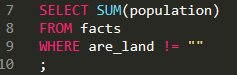 7 SELECT SUM(population)
8 FROM facts
9 WHERE are_land != ""
10 ;